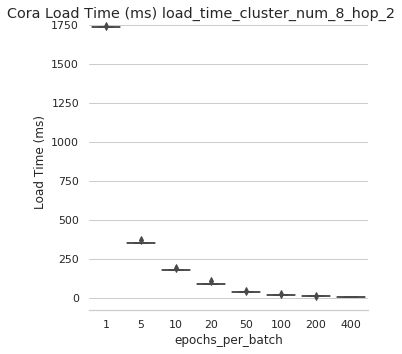 Cora Load Time (ms) load_time_cluster_num_8_hop_2
1750
1500
1250
1000
750
500
250
0
Load Time (ms)
1 5 10 20 50 100 200 400
epochs_per_batch